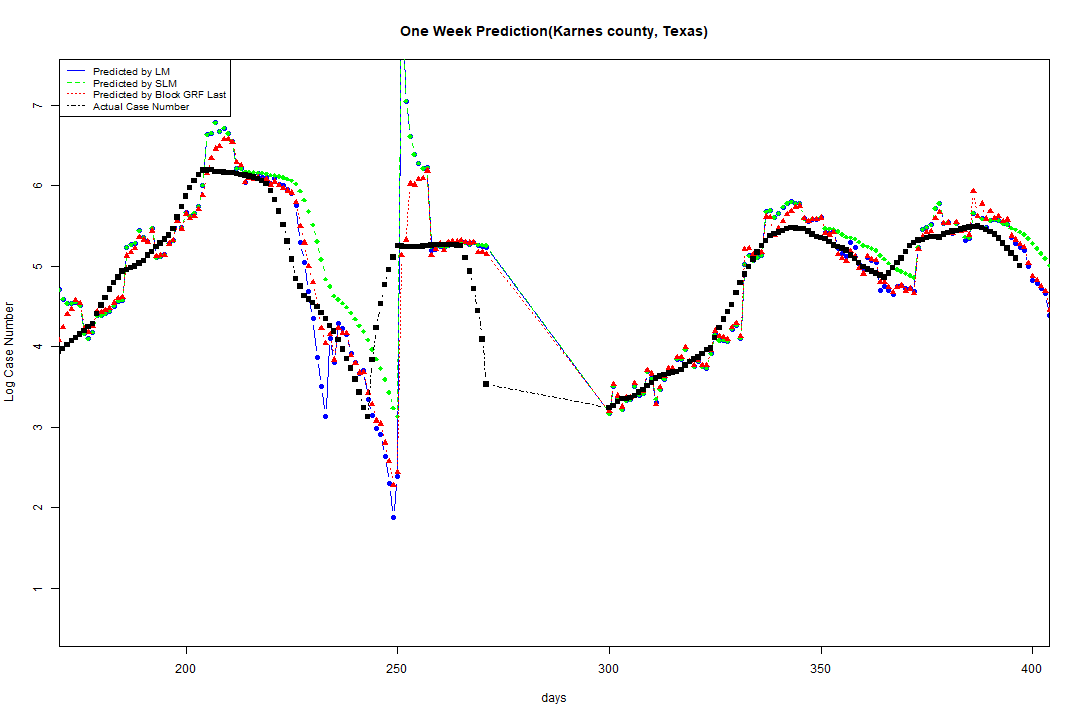 One Week Prediction(Karnes county, Texas)
Predicted by LM
Predicted by SLM
Predicted by Block GRF Last
Actual Case Number
7
6
5
4
3
2
1
Log Case Number
200 250 300 350 400
days